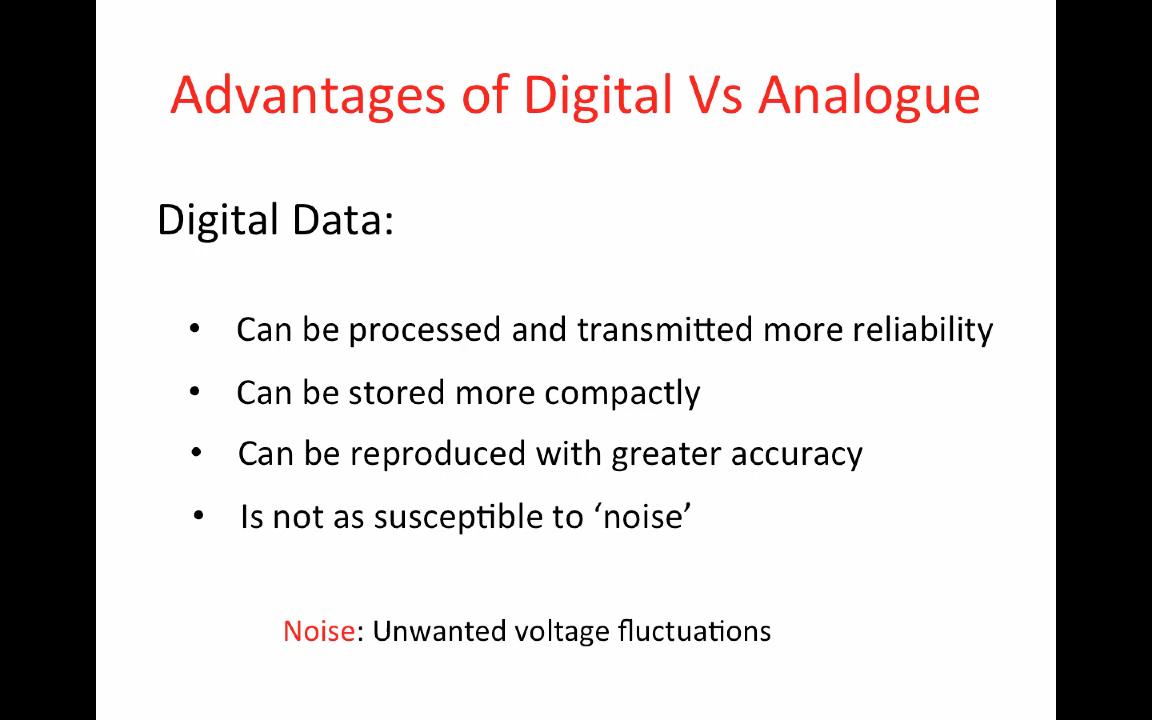 Advantages of Digital Vs Analogue
Digital Data:
• Can be processed and transmitted more reliability
• Can be stored more compactly
• Can be reproduced with greater accuracy
• Is not as susceptible to ‘noise’
Noise: Unwanted voltage fluctuations